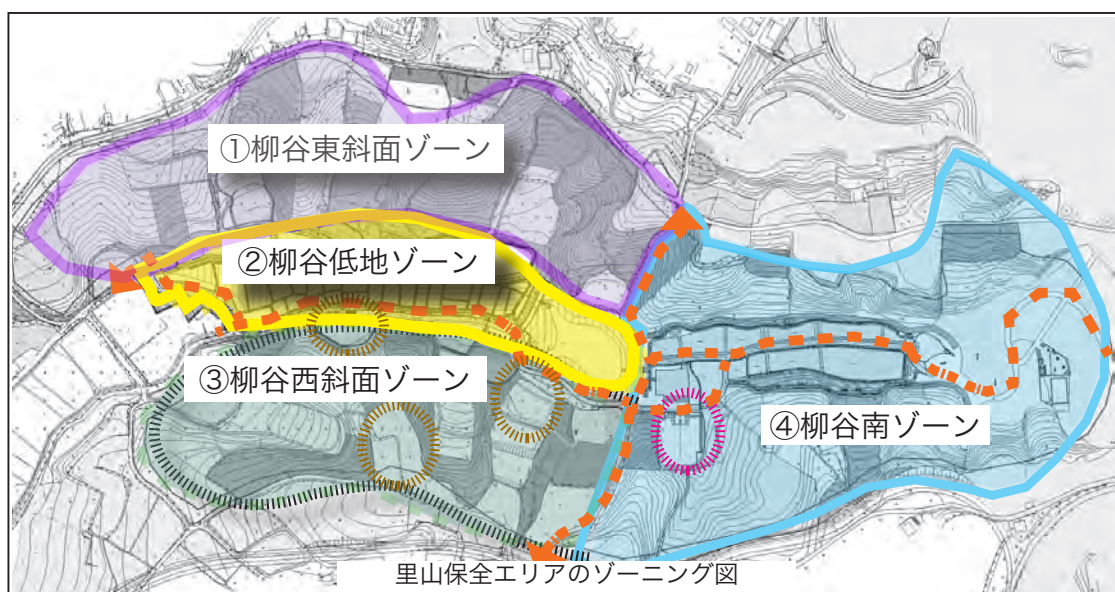 ①柳谷東斜面ゾーン
②柳谷低地ゾーン
③柳谷西斜面ゾーン
④柳谷南ゾーン
里山保全エリアのゾーニング図